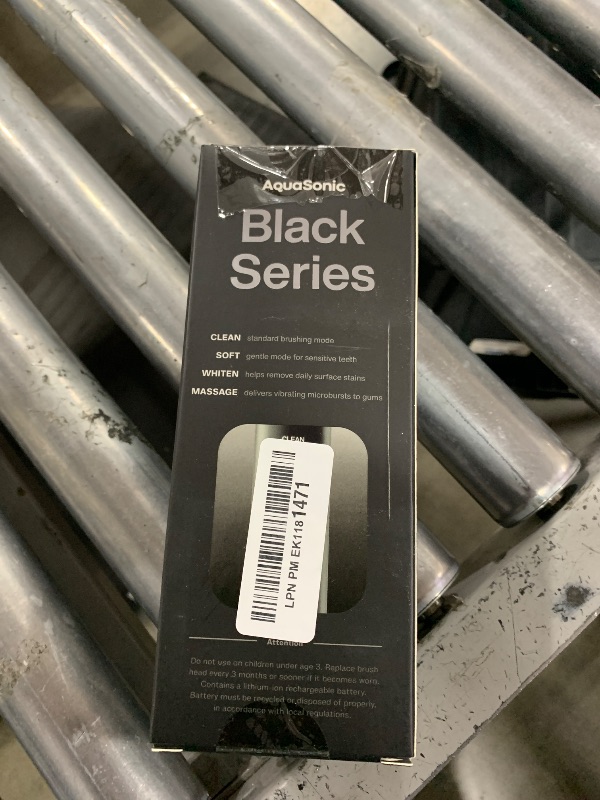 AquaSonic
Black
Series
CLEAN standard brushing mode
SOFT gentle mode for sensitive teeth
WHITEN helps remove daily surface stains
MASSAGE delivers vibrating microbursts to gums
CLEAN
LPN PM EK1181471
Attention
Do not use on children under age 3. Replace brush
head every 3 months or sooner if it becomes worn.
Contains a lithium-ion rechargeable battery.
Battery must be recycled or disposed of properly,
in accordance with local regulations.